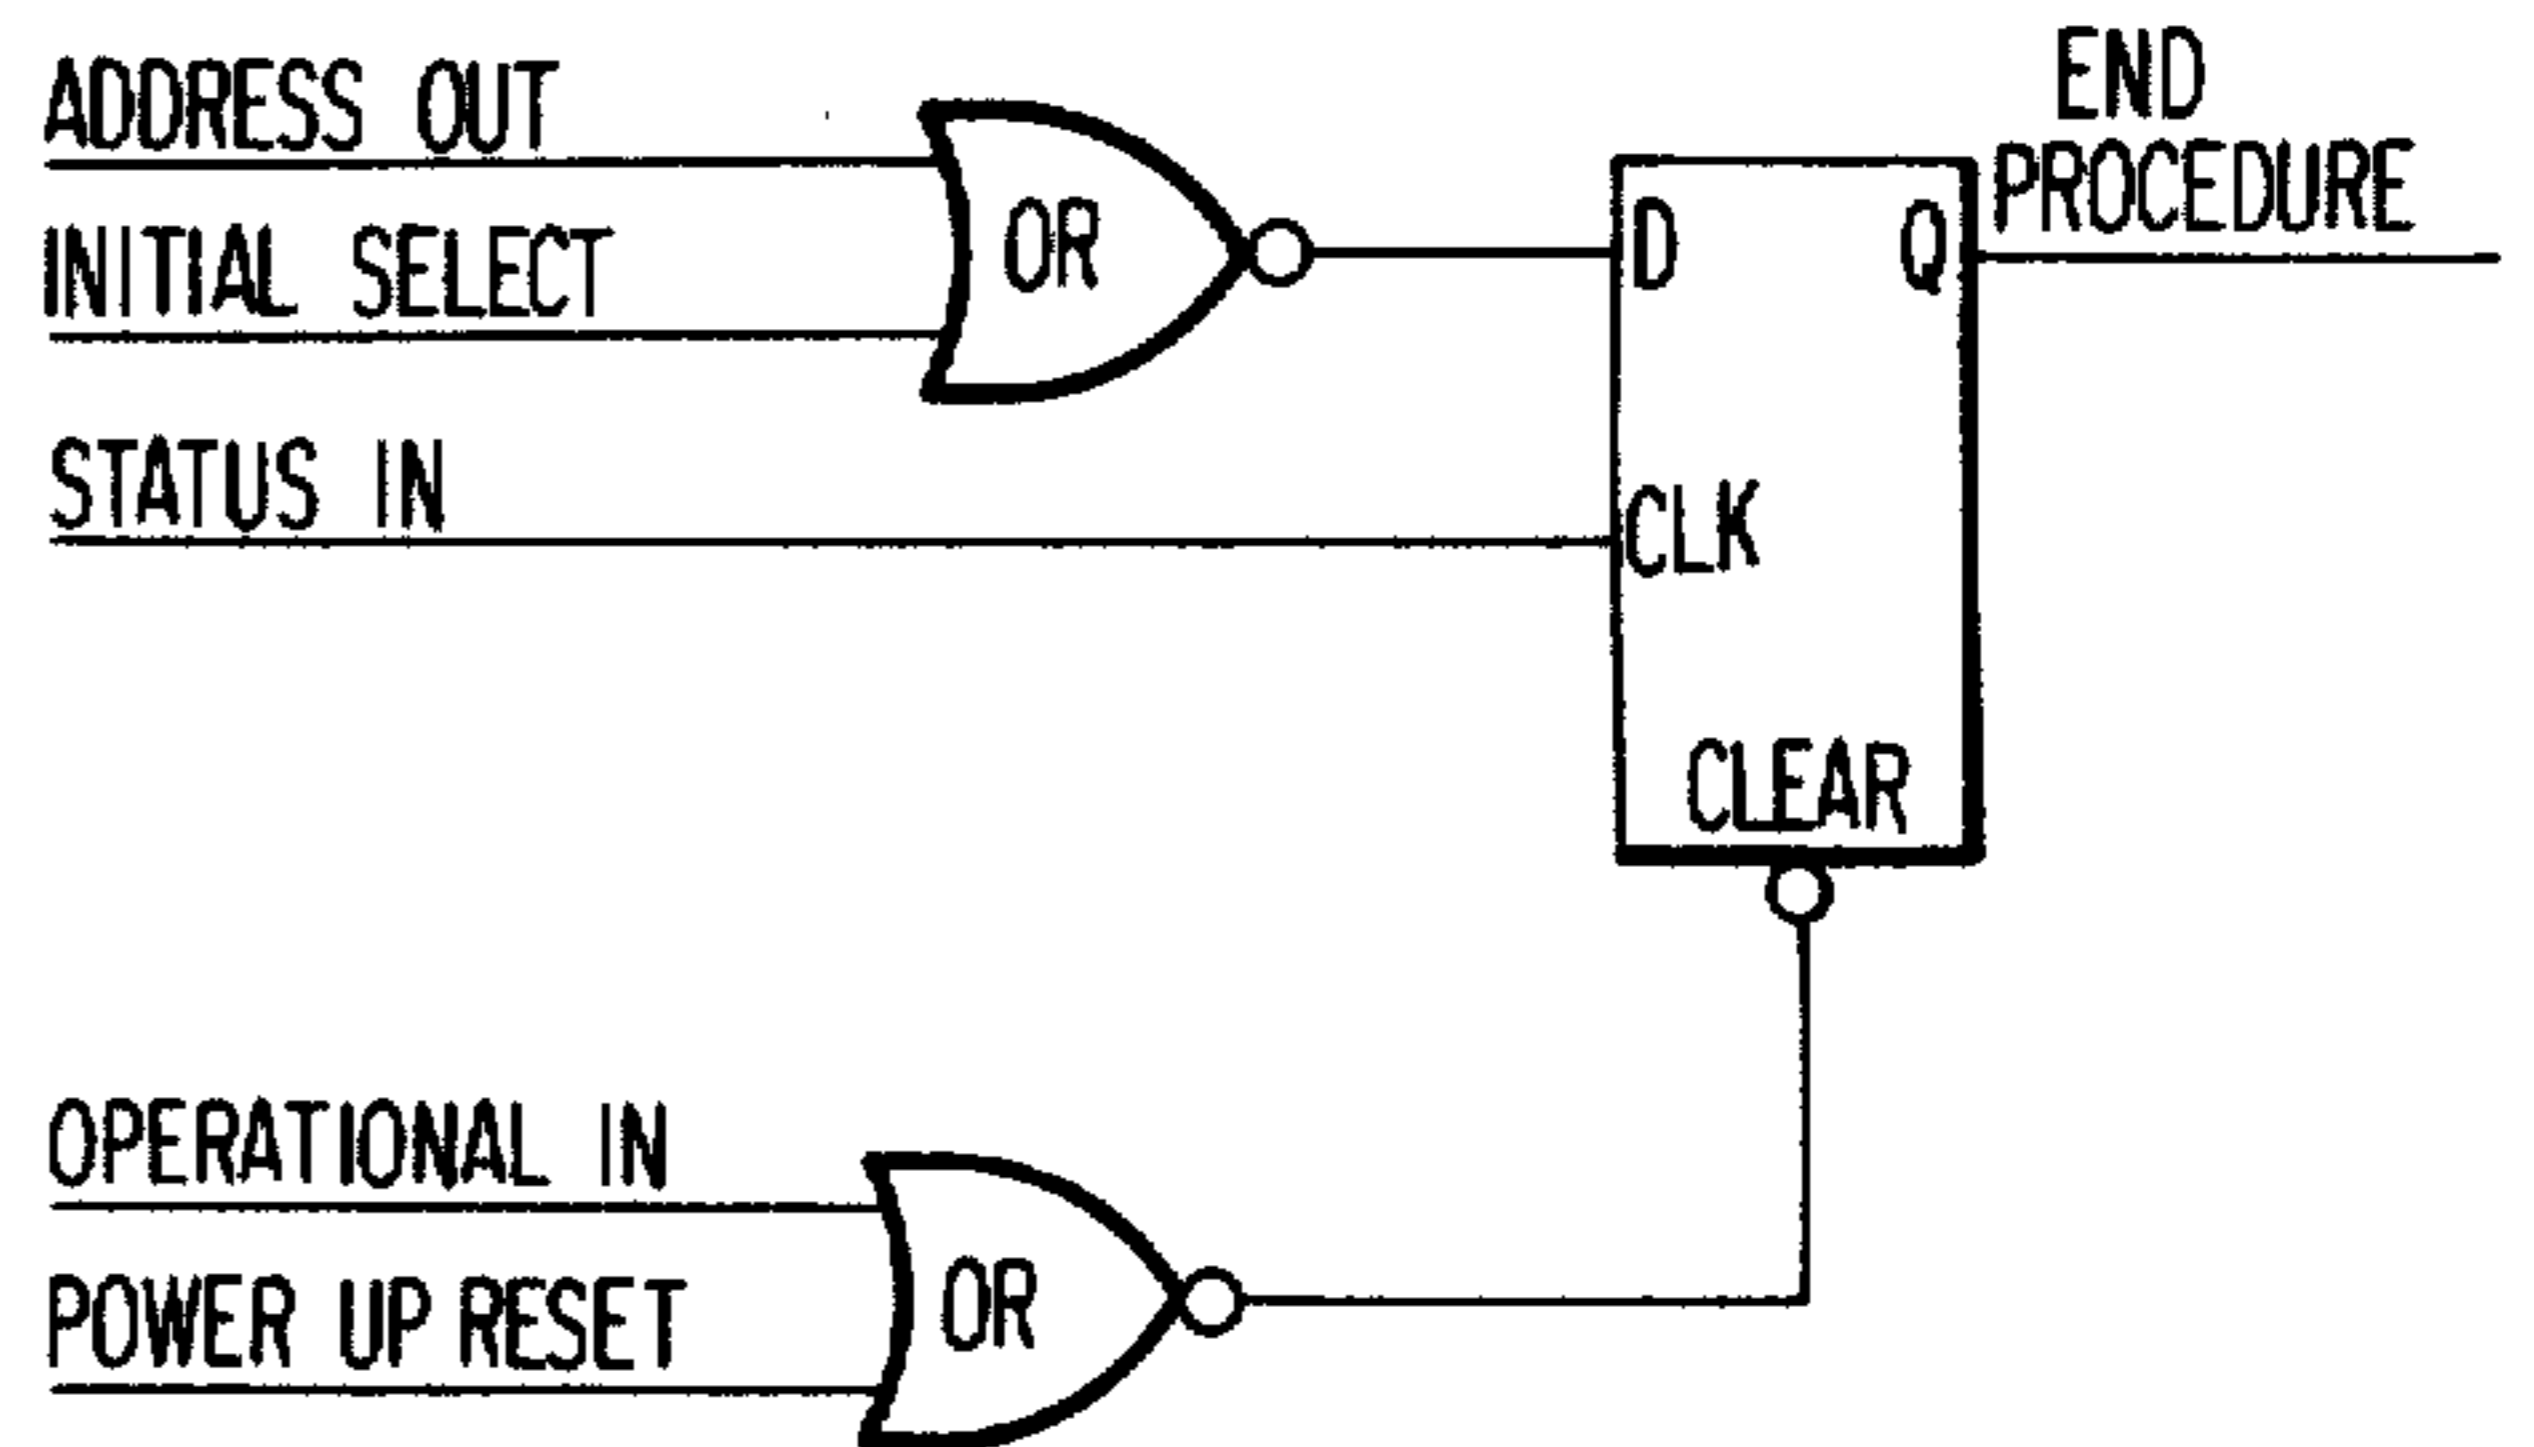 ADDRESS OUT
INITIAL SELECT
STATUS IN
OR
D
Q
CLK
CLEAR
END
PROCEDURE
OPERATIONAL IN
POWER UP RESET
OR